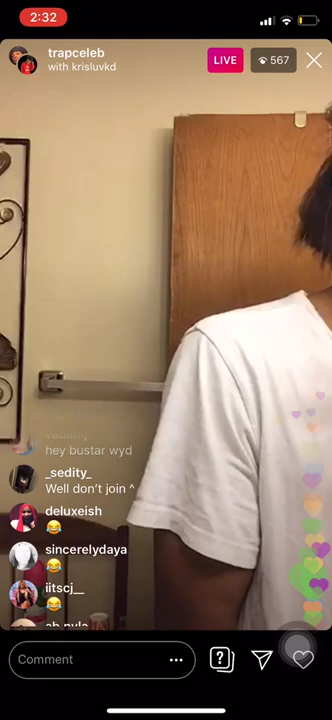 2:32
trapceleb
with krisluvkd
LIVE
567
hey bustar wyd
_sedity_
Well don't join ^
deluxeish
😂
sincerelydaya
😂
iitscj__
😂
Comment